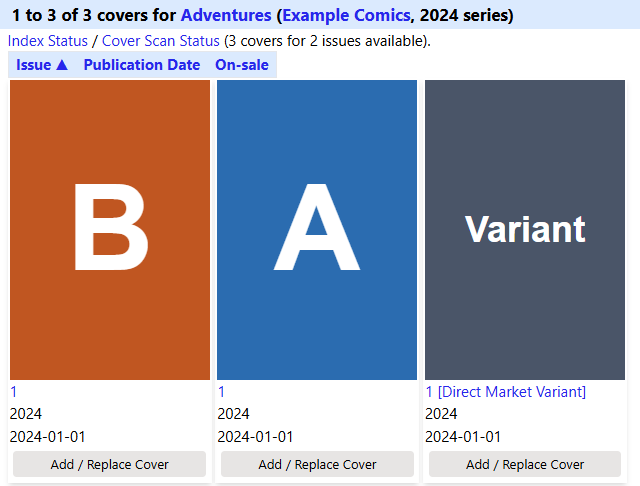 1 to 3 of 3 covers for Adventures (Example Comics, 2024 series)
Index Status / Cover Scan Status (3 covers for 2 issues available).
Issue ▲ Publication Date On-sale
B A Variant
1 1 1 [Direct Market Variant]
2024 2024 2024
2024-01-01 2024-01-01 2024-01-01
Add / Replace Cover Add / Replace Cover Add / Replace Cover